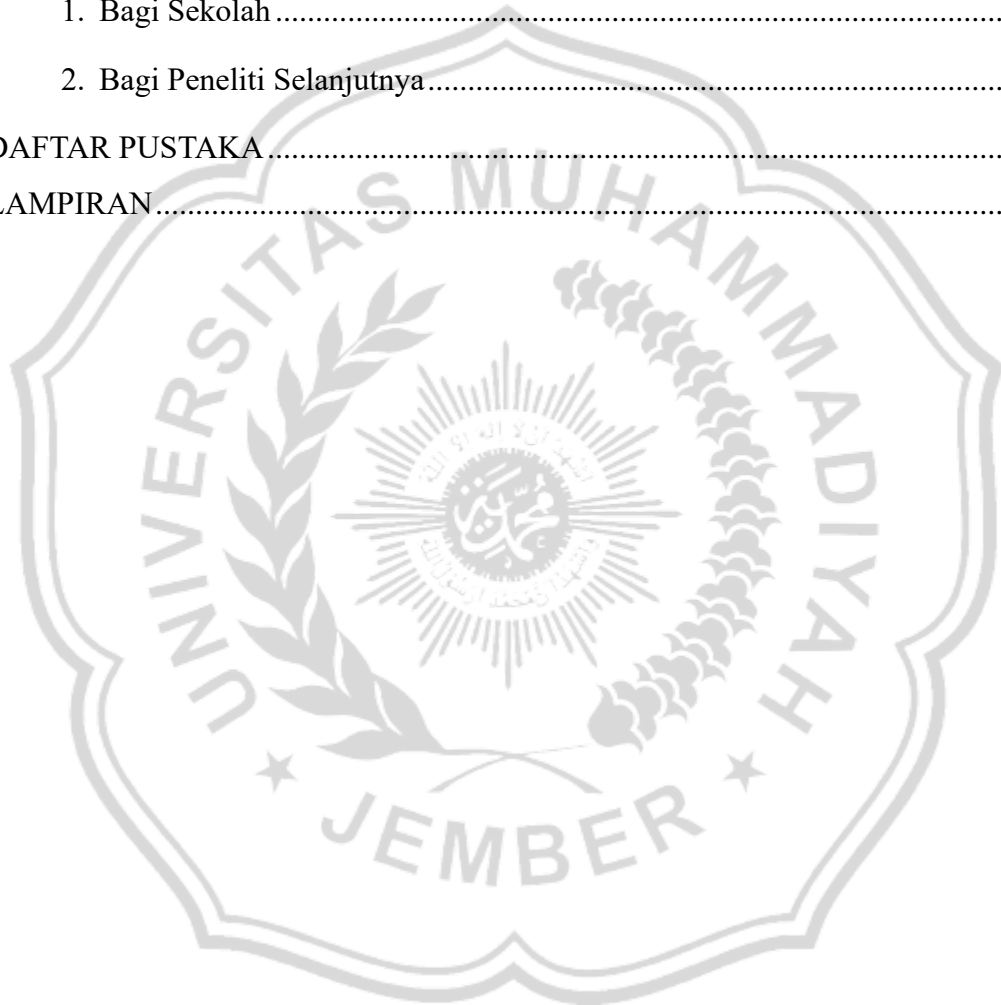 1. Bagi Sekolah ............................................................
2. Bagi Peneliti Selanjutnya ............................................................
DAFTAR PUSTAKA ............................................................
LAMPIRAN ............................................................
UNIVERSITAS MUHAMMADIYAH
JEMBER